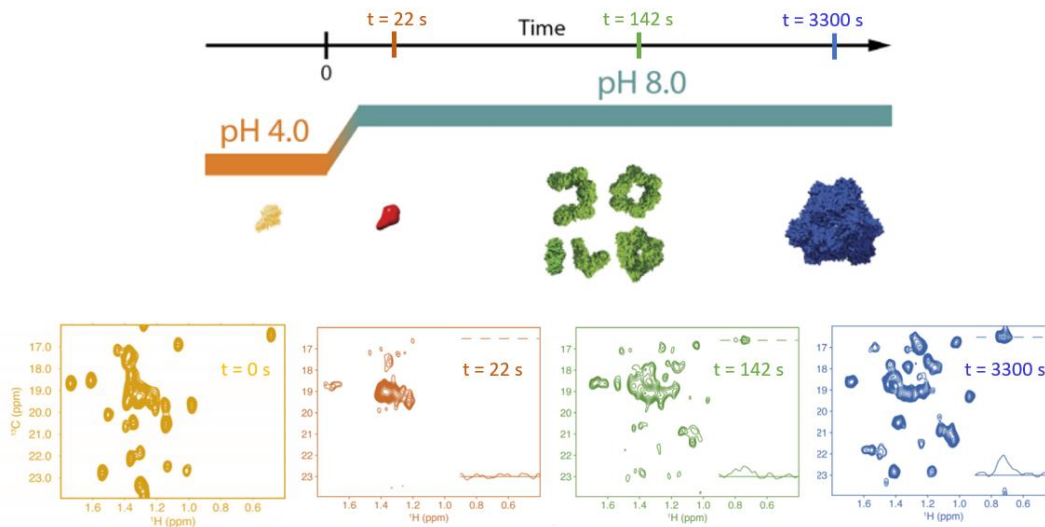 t = 22 s
t = 142 s
t = 3300 s
Time
0
pH 8.0
pH 4.0
17.0
18.0
19.0
20.0
21.0
22.0
23.0
¹³C (ppm)
t = 0 s
1.6 1.4 1.2 1.0 0.8 0.6
¹H (ppm)
17
18
19
20
21
22
23
t = 22 s
1.6 1.4 1.2 1.0 0.8 0.6
¹H (ppm)
17
18
19
20
21
22
23
t = 142 s
1.6 1.4 1.2 1.0 0.8 0.6
¹H (ppm)
17
18
19
20
21
22
23
t = 3300 s
1.6 1.4 1.2 1.0 0.8 0.6
¹H (ppm)